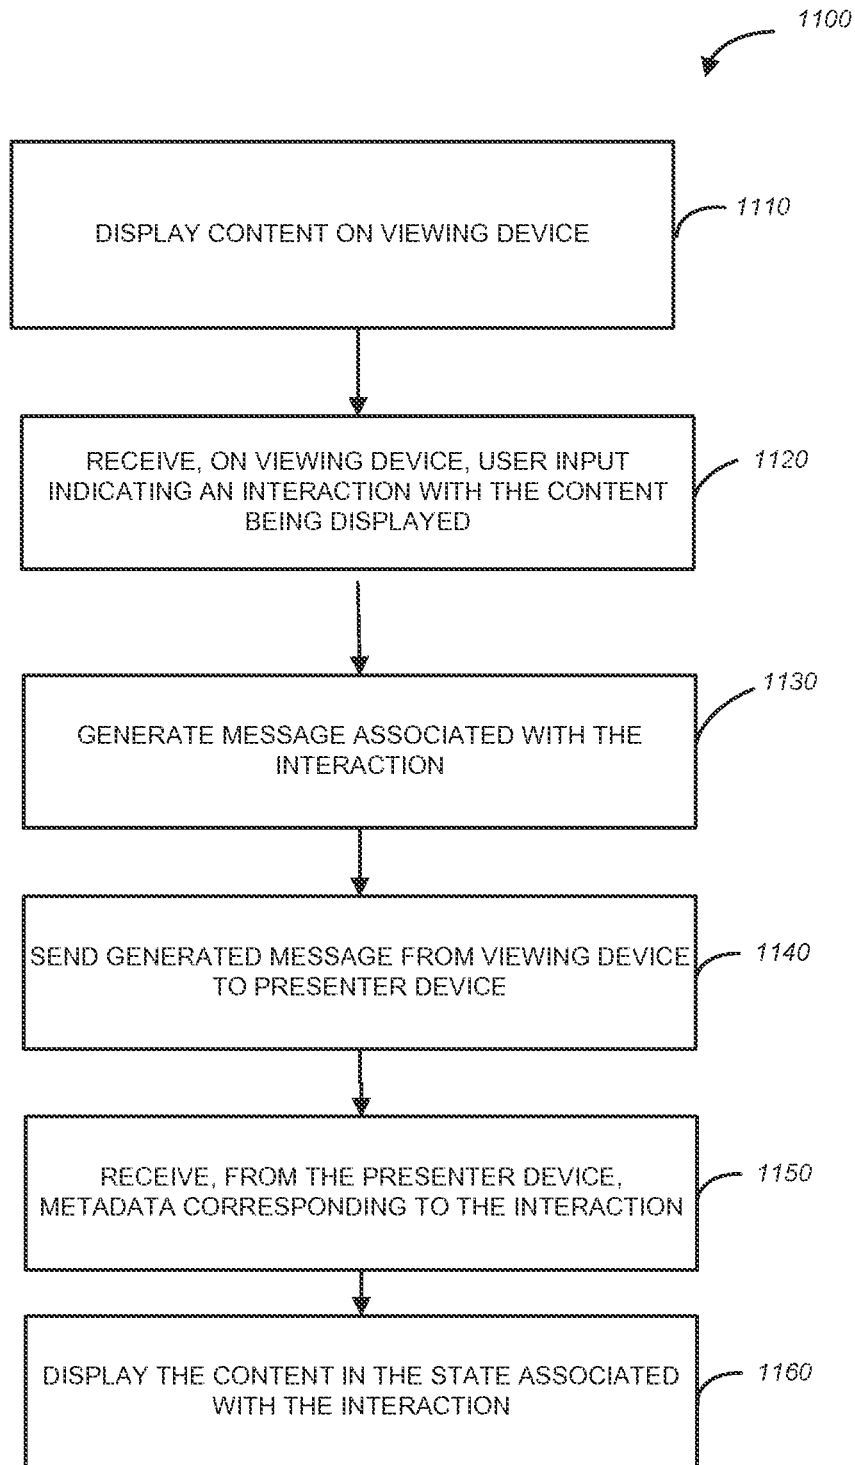 1100
DISPLAY CONTENT ON VIEWING DEVICE
1110
RECEIVE, ON VIEWING DEVICE, USER INPUT
INDICATING AN INTERACTION WITH THE CONTENT
BEING DISPLAYED
1120
GENERATE MESSAGE ASSOCIATED WITH THE
INTERACTION
1130
SEND GENERATED MESSAGE FROM VIEWING DEVICE
TO PRESENTER DEVICE
1140
RECEIVE, FROM THE PRESENTER DEVICE,
METADATA CORRESPONDING TO THE INTERACTION
1150
DISPLAY THE CONTENT IN THE STATE ASSOCIATED
WITH THE INTERACTION
1160